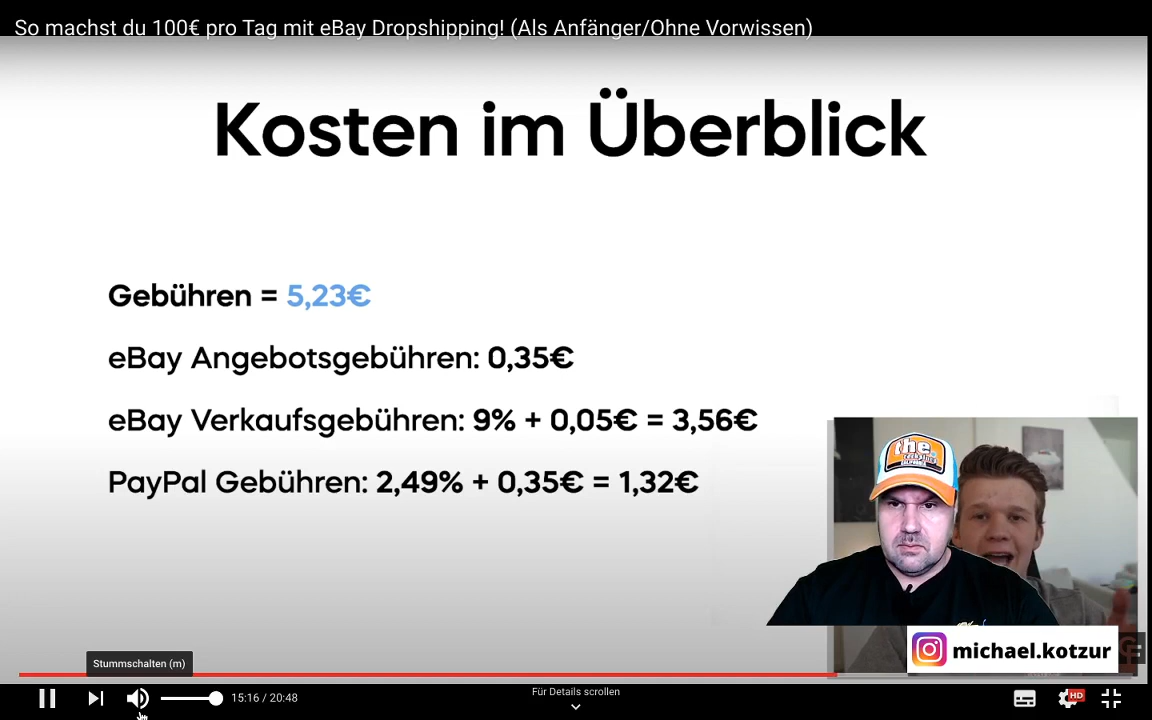 So machst du 100€ pro Tag mit eBay Dropshipping! (Als Anfänger/Ohne Vorwissen)
Kosten im Überblick
Gebühren = 5,23€
eBay Angebotsgebühren: 0,35€
eBay Verkaufsgebühren: 9% + 0,05€ = 3,56€
PayPal Gebühren: 2,49% + 0,35€ = 1,32€
the
michael.kotzur
Stummschalten (m)
15:16 / 20:48
Für Details scrollen
HD